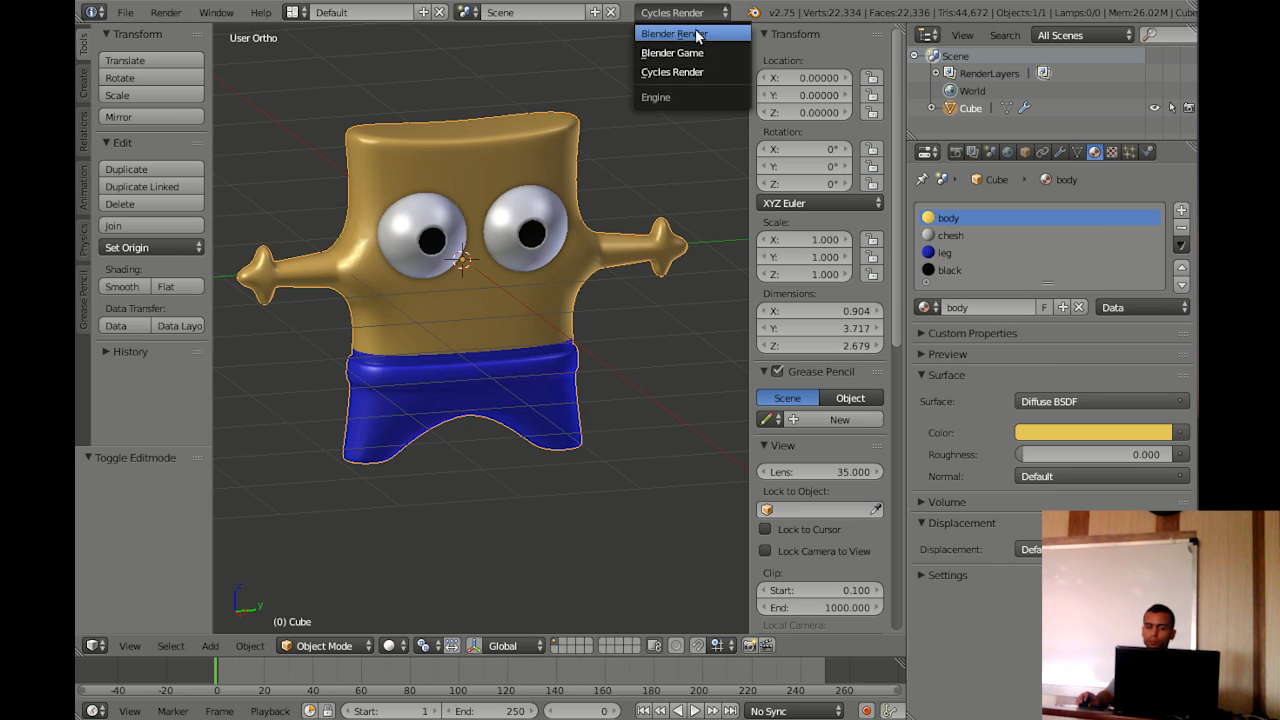 File Render Window Help Default Scene Cycles Render v2.75 | Verts:22,334 | Faces:22,336 | Tris:44,672 | Objects:1/1 | Lamps:0/0 | Mem:26.02M | Cube
Blender Render
Blender Game
Cycles Render
Engine
User Ortho
Tools
Create
Relations
Animation
Physics
Grease Pencil
Transform
Translate
Rotate
Scale
Mirror
Edit
Duplicate
Duplicate Linked
Delete
Join
Set Origin
Shading:
Smooth Flat
Data Transfer:
Data Data Layo
History
Toggle Editmode
(0) Cube
z
y
Transform
Location:
X: 0.00000
Y: 0.00000
Z: 0.00000
Rotation:
X: 0°
Y: 0°
Z: 0°
XYZ Euler
Scale:
X: 1.000
Y: 1.000
Z: 1.000
Dimensions:
X: 0.904
Y: 3.717
Z: 2.679
Grease Pencil
Scene Object
New
View
Lens: 35.000
Lock to Object:
Lock to Cursor
Lock Camera to View
Clip:
Start: 0.100
End: 1000.000
Local Camera:
View Search All Scenes
Scene
RenderLayers
World
Cube
Cube body
body
chesh
leg
black
body F Data
Custom Properties
Preview
Surface
Surface: Diffuse BSDF
Color:
Roughness: 0.000
Normal: Default
Volume
Displacement
Displacement: Defa
Settings
View Select Add Object Object Mode Global
-40 -20 0 20 40 60 80 100 120 140 160 180 200 220 240 260
View Marker Frame Playback Start: 1 End: 250 0 No Sync